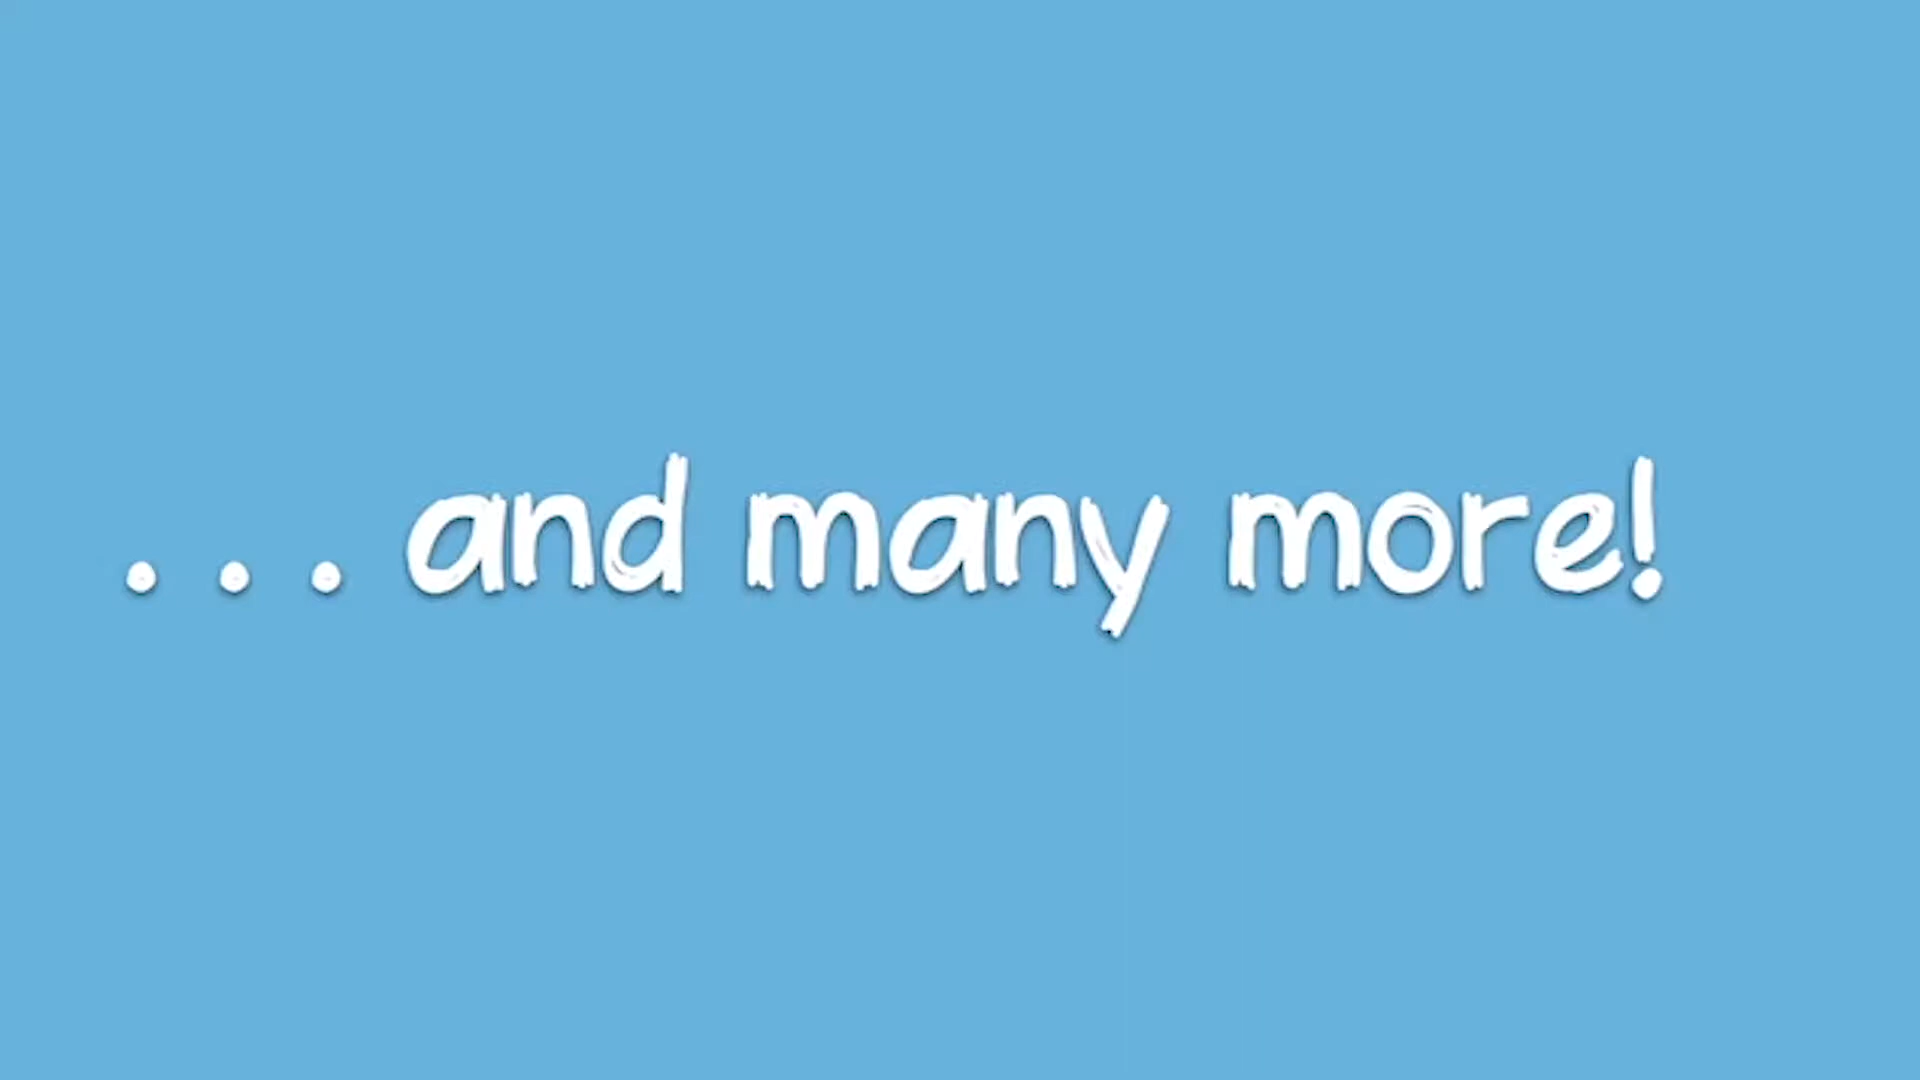 . . . and many more!